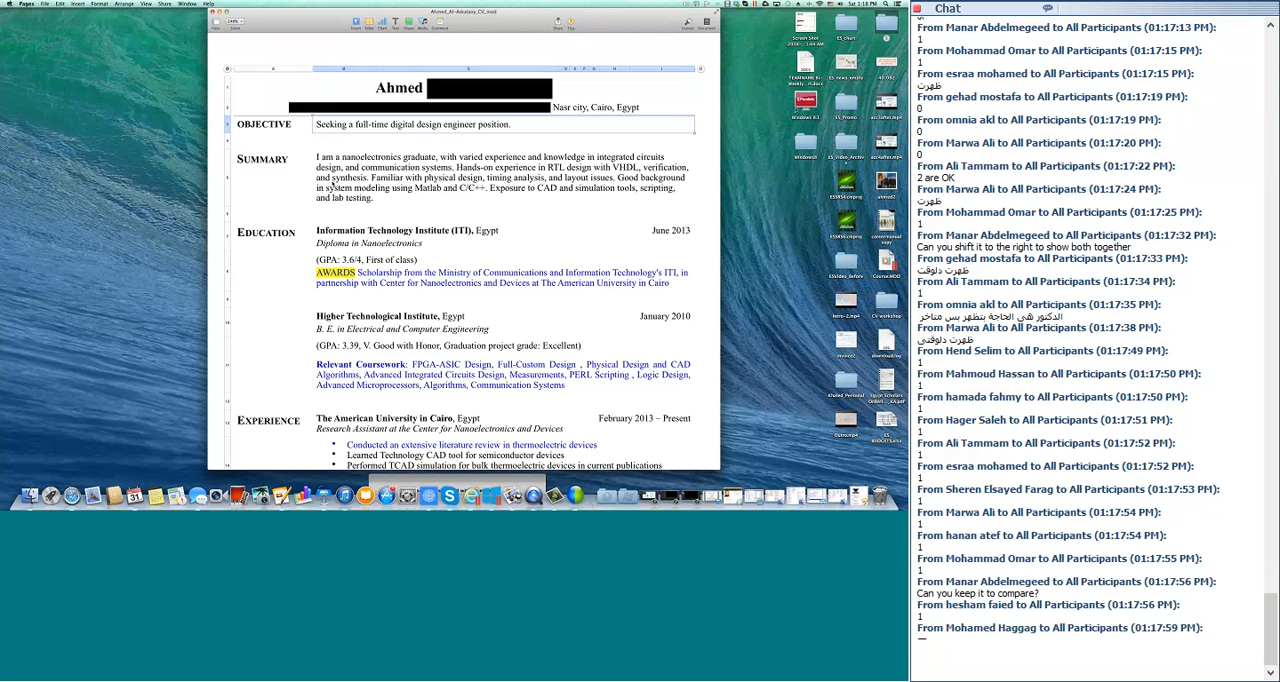 Pages File Edit Insert Format Arrange View Share Window Help
Sat 1:18 PM
Ahmed_Al-Askalany_CV_mod
Ahmed
Nasr city, Cairo, Egypt
OBJECTIVE
Seeking a full-time digital design engineer position.
SUMMARY
I am a nanoelectronics graduate, with varied experience and knowledge in integrated circuits
design, and communication systems. Hands-on experience in RTL design with VHDL, verification,
and synthesis. Familiar with physical design, timing analysis, and layout issues. Good background
in system modeling using Matlab and C/C++. Exposure to CAD and simulation tools, scripting,
and lab testing.
EDUCATION
Information Technology Institute (ITI), Egypt June 2013
Diploma in Nanoelectronics
(GPA: 3.6/4, First of class)
AWARDS Scholarship from the Ministry of Communications and Information Technology's ITI, in
partnership with Center for Nanoelectronics and Devices at The American University in Cairo
Higher Technological Institute, Egypt January 2010
B. E. in Electrical and Computer Engineering
(GPA: 3.39, V. Good with Honor, Graduation project grade: Excellent)
Relevant Coursework: FPGA-ASIC Design, Full-Custom Design , Physical Design and CAD
Algorithms, Advanced Integrated Circuits Design, Measurements, PERL Scripting , Logic Design,
Advanced Microprocessors, Algorithms, Communication Systems
EXPERIENCE
The American University in Cairo, Egypt February 2013 – Present
Research Assistant at the Center for Nanoelectronics and Devices
• Conducted an extensive literature review in thermoelectric devices
• Learned Technology CAD tool for semiconductor devices
• Performed TCAD simulation for bulk thermoelectric devices in current publications
Chat
From Manar Abdelmegeed to All Participants (01:17:13 PM):
1
From Mohammad Omar to All Participants (01:17:15 PM):
1
From esraa mohamed to All Participants (01:17:15 PM):
ظهرت
From gehad mostafa to All Participants (01:17:19 PM):
0
From omnia akl to All Participants (01:17:19 PM):
0
From Marwa Ali to All Participants (01:17:20 PM):
0
From Ali Tammam to All Participants (01:17:22 PM):
2 are OK
From Marwa Ali to All Participants (01:17:24 PM):
ظهرت
From Mohammad Omar to All Participants (01:17:25 PM):
1
From Manar Abdelmegeed to All Participants (01:17:32 PM):
Can you shift it to the right to show both together
From gehad mostafa to All Participants (01:17:33 PM):
ظهرت دلوقت
From Ali Tammam to All Participants (01:17:34 PM):
1
From omnia akl to All Participants (01:17:35 PM):
الدكتور هى الحاجة بتظهر بس متاخر
From Marwa Ali to All Participants (01:17:38 PM):
ظهرت دلوقتى
From Hend Selim to All Participants (01:17:49 PM):
1
From Mahmoud Hassan to All Participants (01:17:50 PM):
1
From hamada fahmy to All Participants (01:17:50 PM):
1
From Hager Saleh to All Participants (01:17:51 PM):
1
From Ali Tammam to All Participants (01:17:52 PM):
1
From esraa mohamed to All Participants (01:17:52 PM):
1
From Sheren Elsayed Farag to All Participants (01:17:53 PM):
1
From Marwa Ali to All Participants (01:17:54 PM):
1
From hanan atef to All Participants (01:17:54 PM):
1
From Mohammad Omar to All Participants (01:17:55 PM):
1
From Manar Abdelmegeed to All Participants (01:17:56 PM):
Can you keep it to compare?
From hesham faied to All Participants (01:17:56 PM):
1
From Mohamed Haggag to All Participants (01:17:59 PM):